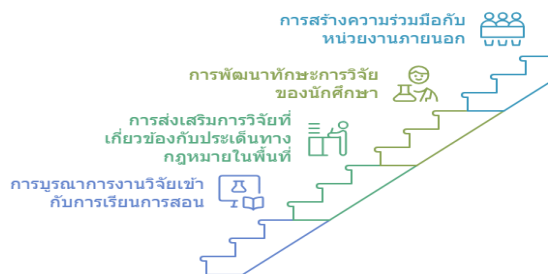 การสร้างความร่วมมือกับ
หน่วยงานภายนอก
การพัฒนาทักษะการวิจัย
ของนักศึกษา
การส่งเสริมการวิจัยที่
เกี่ยวข้องกับประเด็นทาง
กฎหมายในพื้นที่
การบูรณาการงานวิจัยเข้า
กับการเรียนการสอน